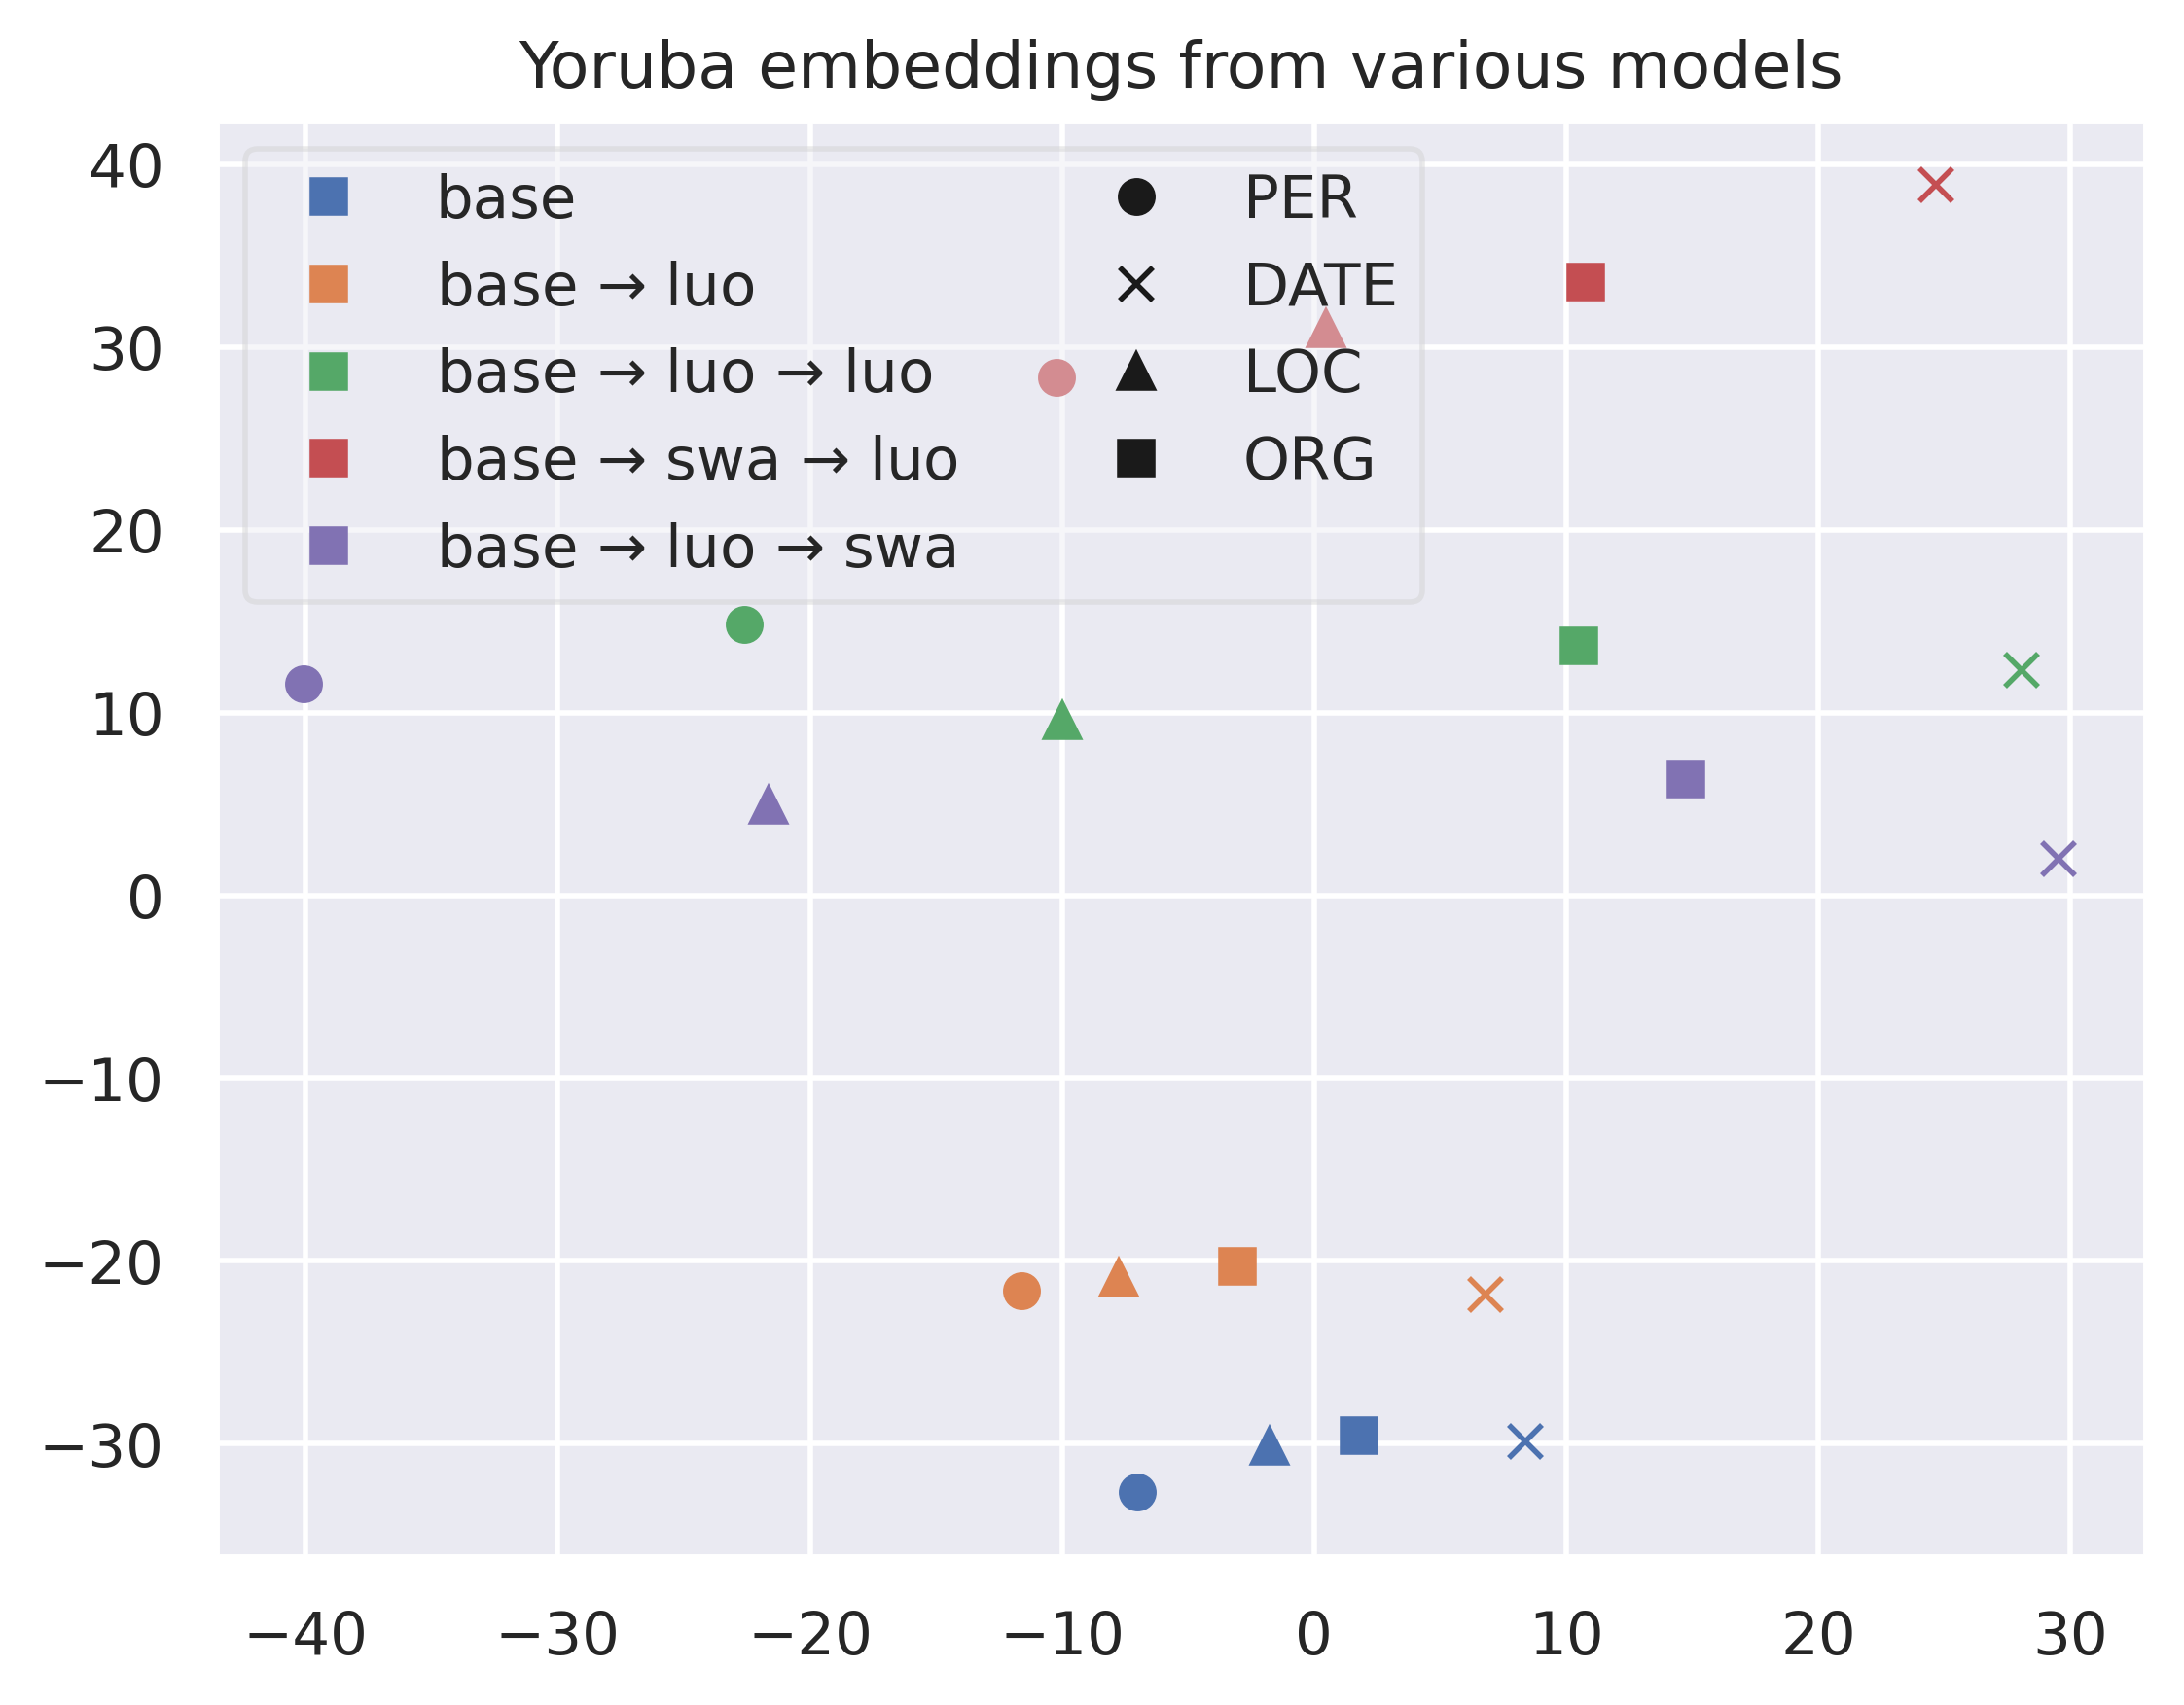 Yoruba embeddings from various models
40
30
20
10
0
−10
−20
−30
base
base → luo
base → luo → luo
base → swa → luo
base → luo → swa
PER
DATE
LOC
ORG
−40 −30 −20 −10 0 10 20 30